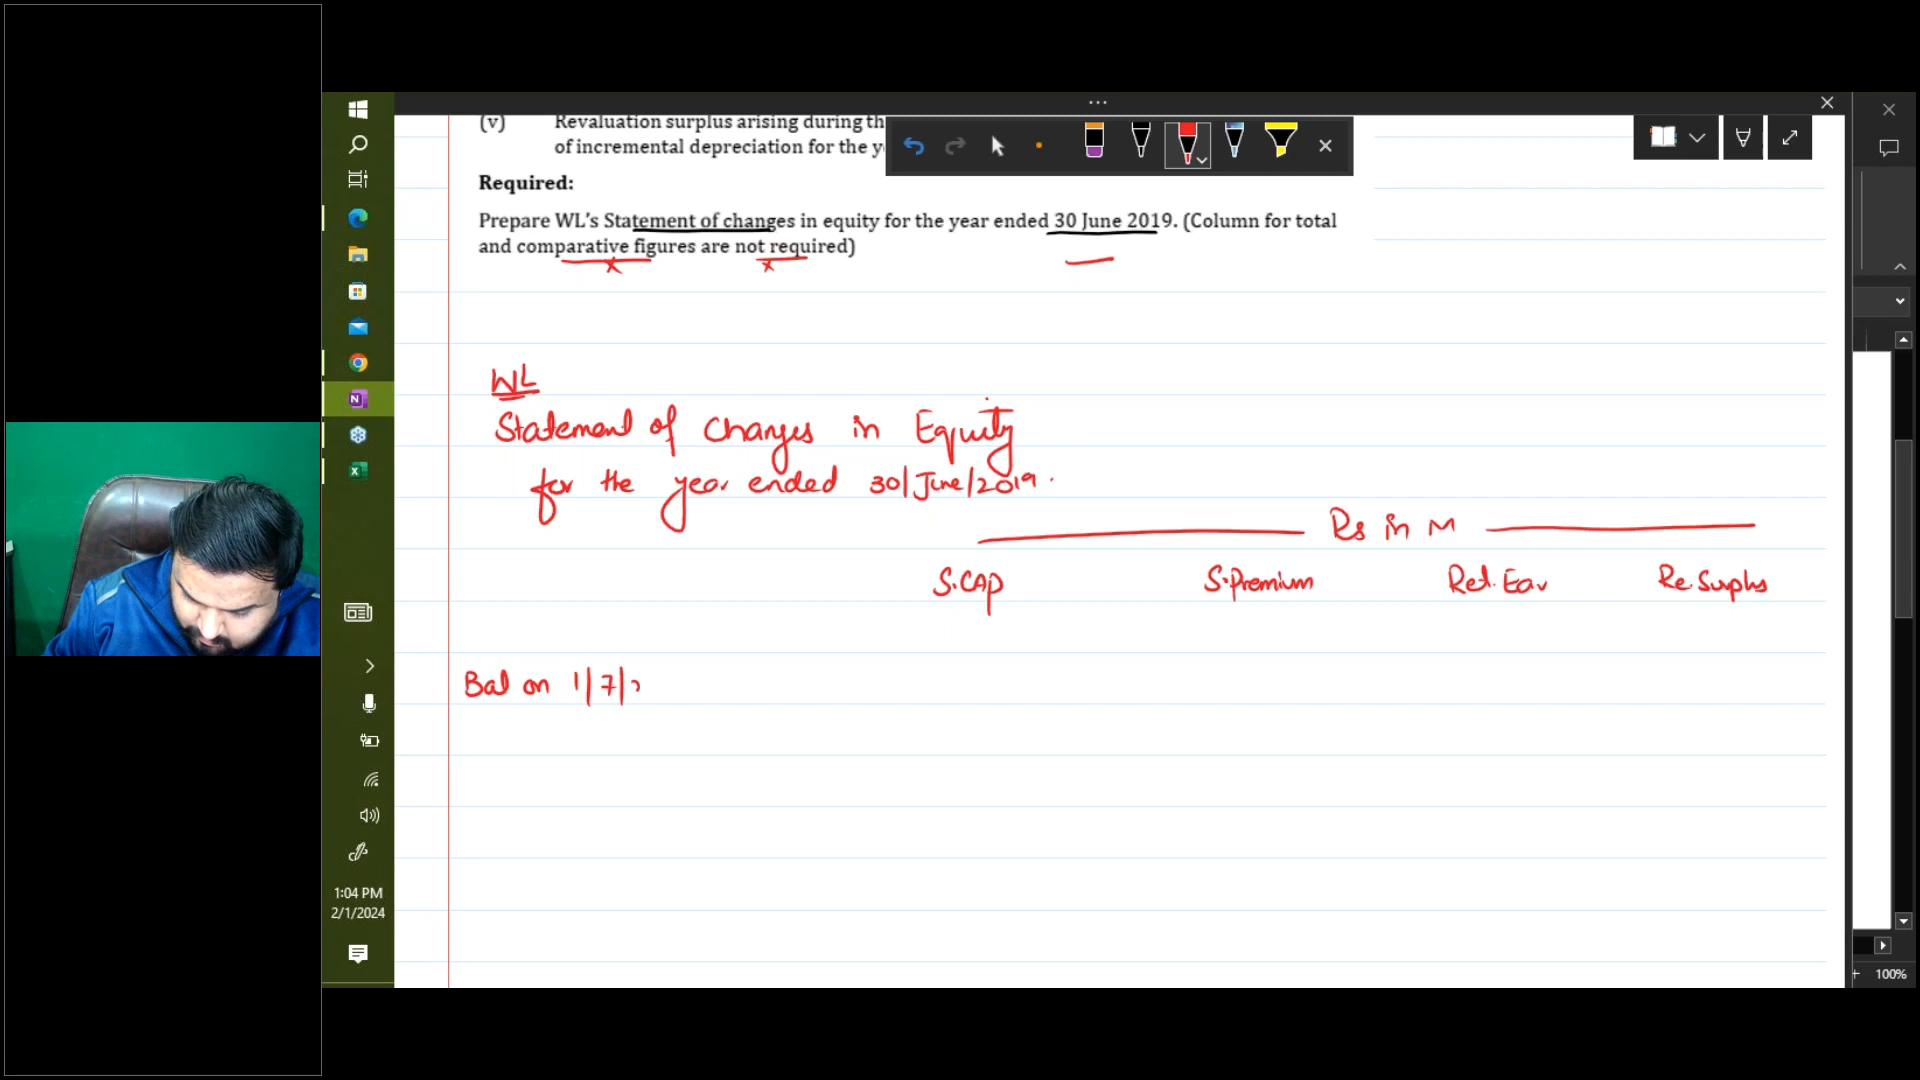 (v) Revaluation surplus arising during th
of incremental depreciation for the y
Required:
Prepare WL's Statement of changes in equity for the year ended 30 June 2019. (Column for total
and comparative figures are not required)
WL
Statement of Changes in Equity
for the year ended 30/June/2019.
Rs in M
S.CAP S.Premium Ret. Ear Re.Surplus
Bal on 1/7/2
1:04 PM
2/1/2024
100%